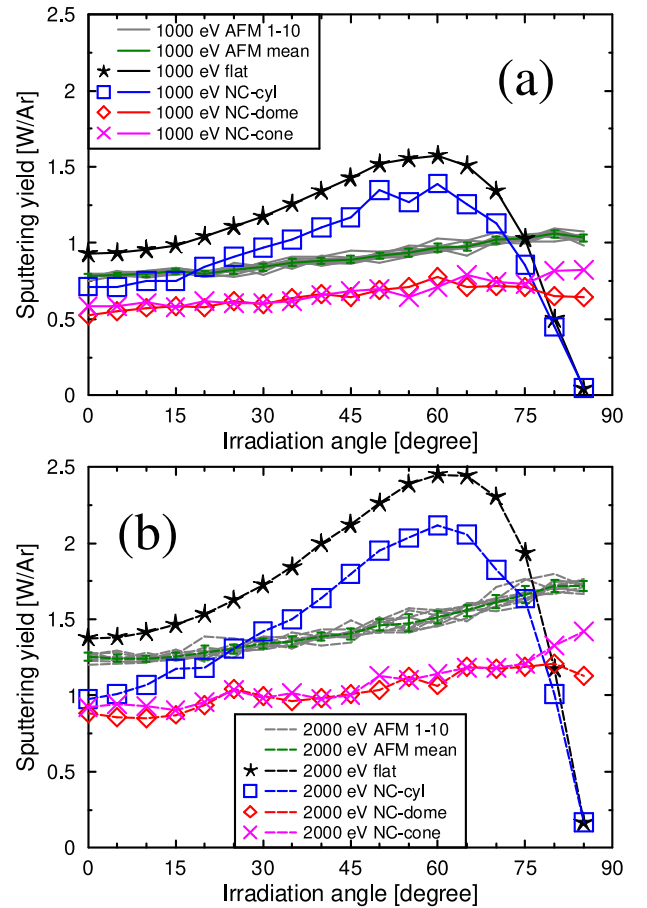 2.5
2
1.5
1
0.5
0
Sputtering yield [W/Ar]
1000 eV AFM 1-10
1000 eV AFM mean
1000 eV flat
1000 eV NC-cyl
1000 eV NC-dome
1000 eV NC-cone
(a)
0 15 30 45 60 75 90
Irradiation angle [degree]
2.5
2
1.5
1
0.5
0
Sputtering yield [W/Ar]
(b)
2000 eV AFM 1-10
2000 eV AFM mean
2000 eV flat
2000 eV NC-cyl
2000 eV NC-dome
2000 eV NC-cone
0 15 30 45 60 75 90
Irradiation angle [degree]